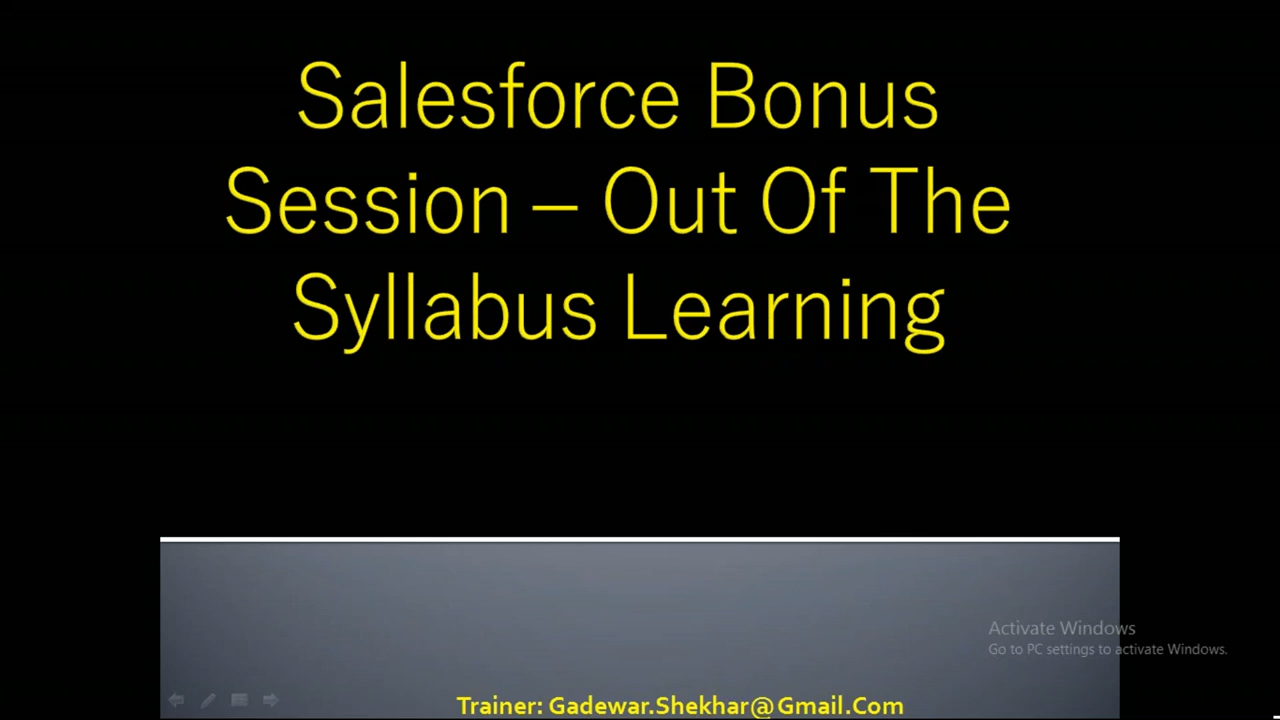 Salesforce Bonus
Session – Out Of The
Syllabus Learning
Activate Windows
Go to PC settings to activate Windows.
Trainer: Gadewar.Shekhar@Gmail.Com